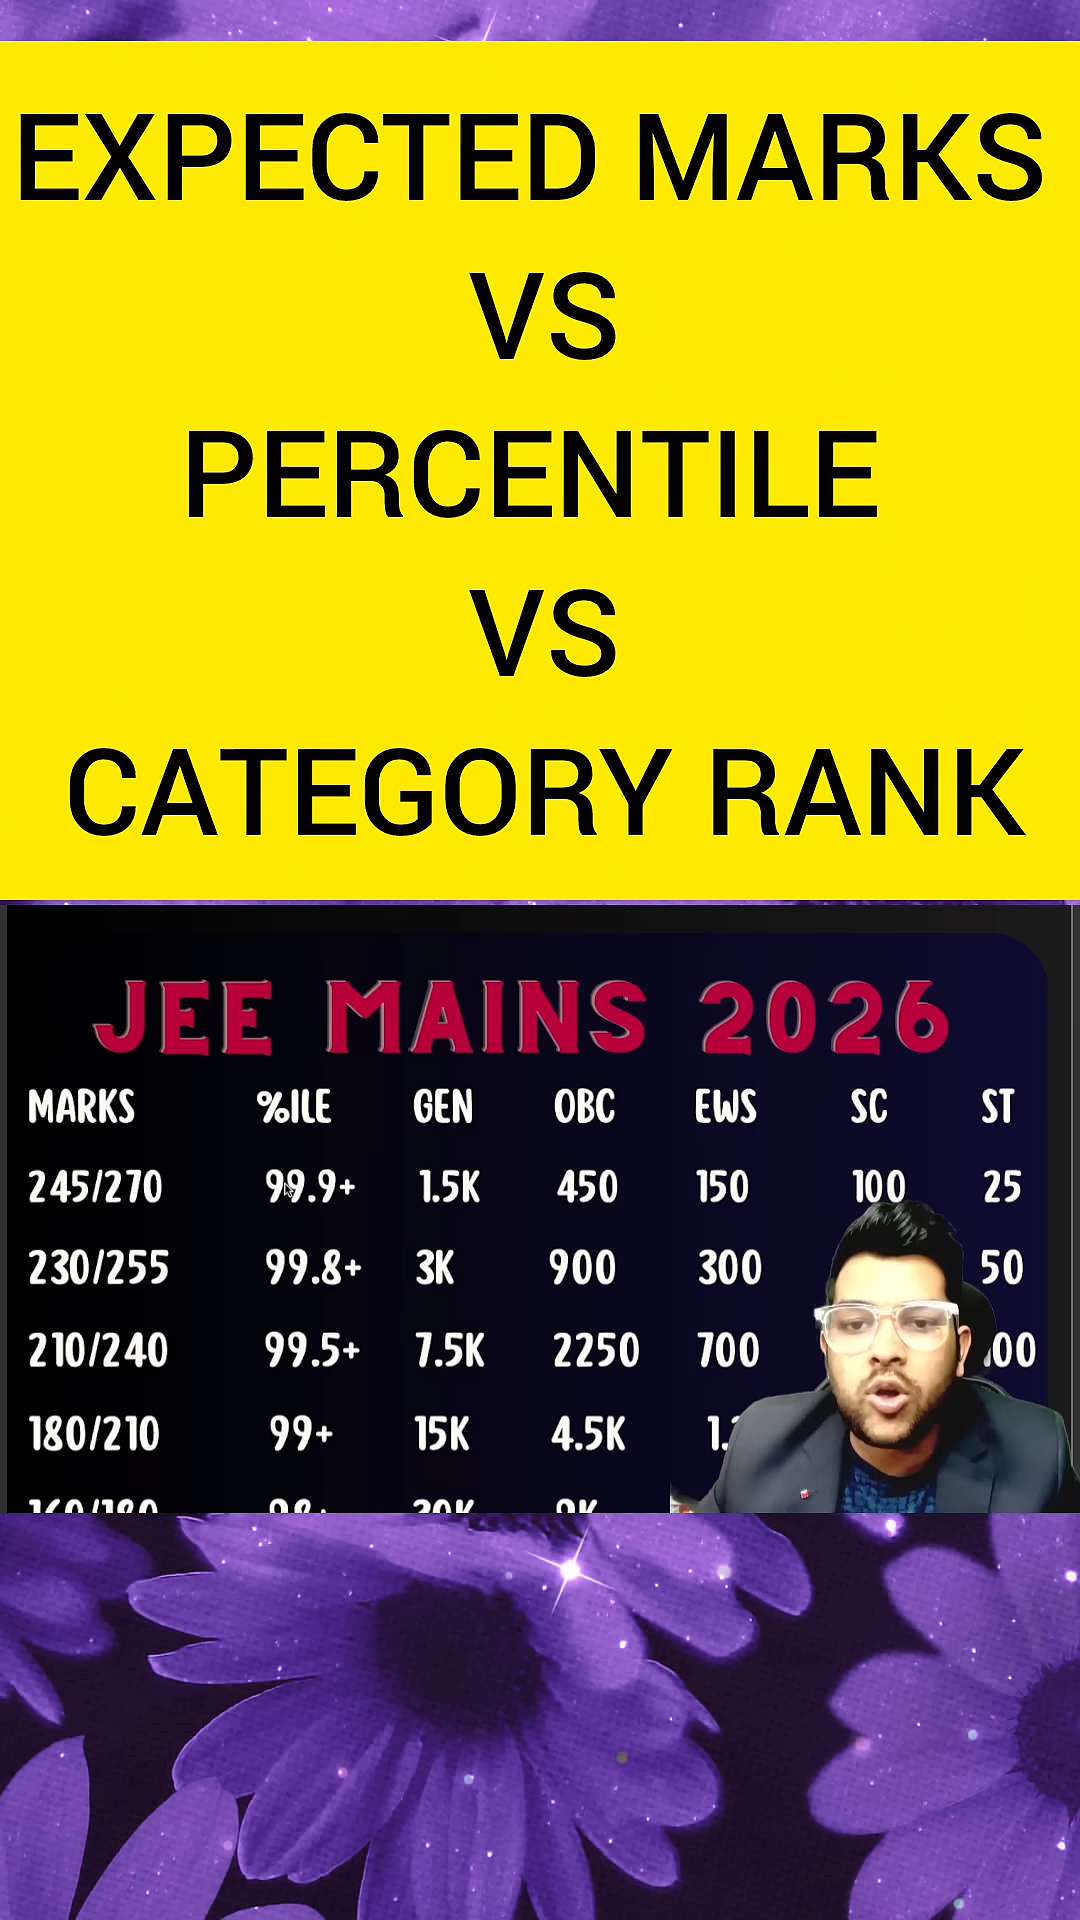 EXPECTED MARKS
VS
PERCENTILE
VS
CATEGORY RANK
JEE MAINS 2026
MARKS %ILE GEN OBC EWS SC ST
245/270 99.9+ 1.5K 450 150 100 25
230/255 99.8+ 3K 900 300 50
210/240 99.5+ 7.5K 2250 700
180/210 99+ 15K 4.5K